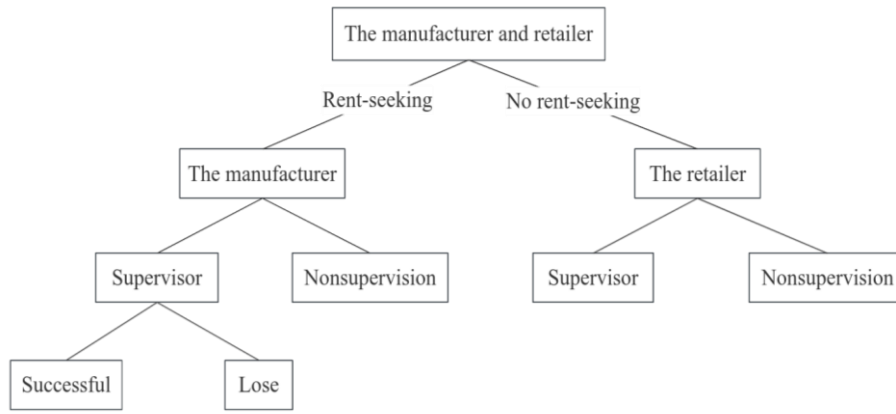 The manufacturer and retailer
Rent-seeking
No rent-seeking
The manufacturer
The retailer
Supervisor
Nonsupervision
Supervisor
Nonsupervision
Successful
Lose